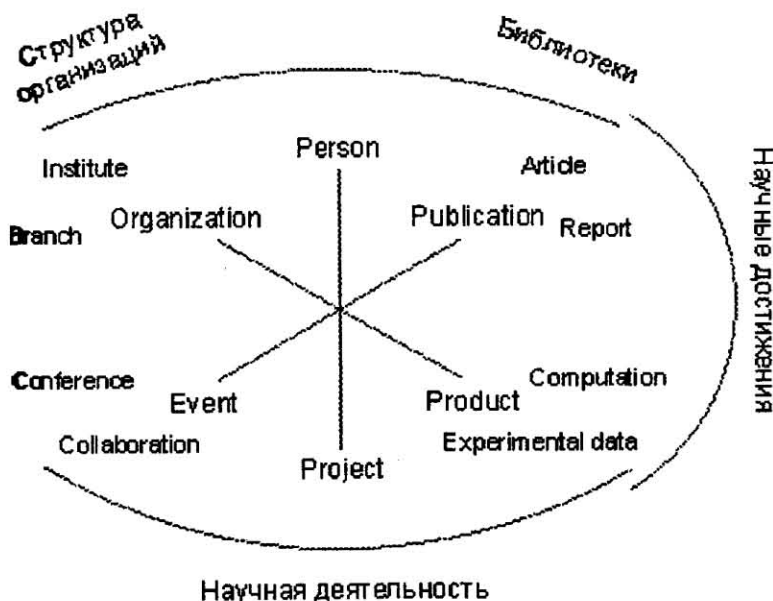 Структура
организаций
Библиотеки
Person
Institute
Article
Organization
Publication
Branch
Report
Научные достижения
Conference
Computation
Event
Product
Collaboration
Experimental data
Project
Научная деятельность